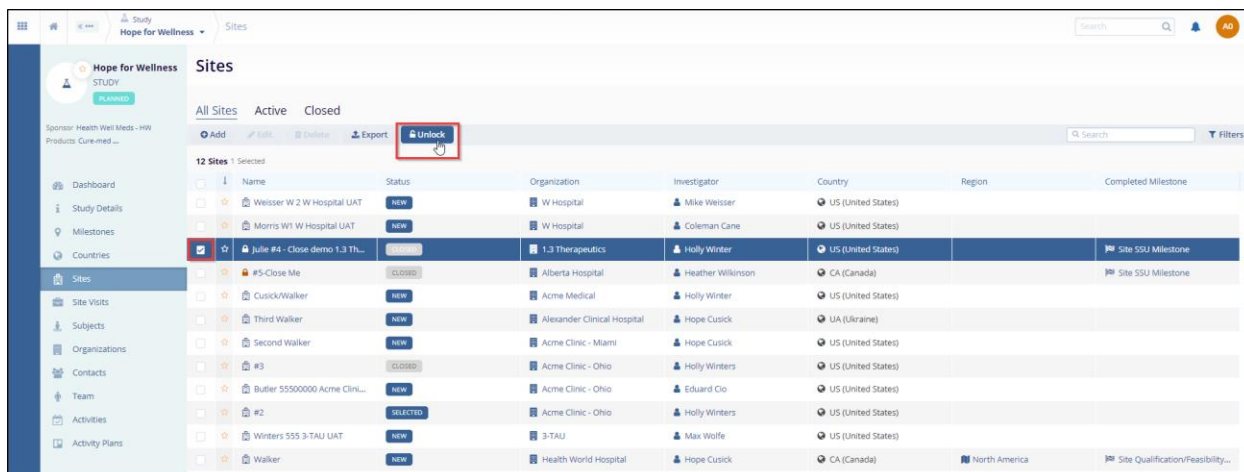 Study
Hope for Wellness
Sites
Search
AO
Hope for Wellness
STUDY
PLANNED
Sponsor Health Well Meds - HW
Products Cure-med ...
Dashboard
Study Details
Milestones
Countries
Sites
Site Visits
Subjects
Organizations
Contacts
Team
Activities
Activity Plans
Sites
All Sites Active Closed
Add Edit Delete Export Unlock Search Filters
12 Sites 1 Selected
Name Status Organization Investigator Country Region Completed Milestone
Weisser W 2 W Hospital UAT NEW W Hospital Mike Weisser US (United States)
Morris W1 W Hospital UAT NEW W Hospital Coleman Cane US (United States)
Julie #4 - Close demo 1.3 Th... CLOSED 1.3 Therapeutics Holly Winter US (United States) Site SSU Milestone
#5-Close Me CLOSED Alberta Hospital Heather Wilkinson CA (Canada) Site SSU Milestone
Cusick/Walker NEW Acme Medical Holly Winter US (United States)
Third Walker NEW Alexander Clinical Hospital Hope Cusick UA (Ukraine)
Second Walker NEW Acme Clinic - Miami Hope Cusick US (United States)
#3 CLOSED Acme Clinic - Ohio Holly Winters US (United States)
Butler 55500000 Acme Clini... NEW Acme Clinic - Ohio Eduard Cio US (United States)
#2 SELECTED Acme Clinic - Ohio Holly Winters US (United States)
Winters 555 3-TAU UAT NEW 3-TAU Max Wolfe US (United States)
Walker NEW Health World Hospital Hope Cusick CA (Canada) North America Site Qualification/Feasibility...